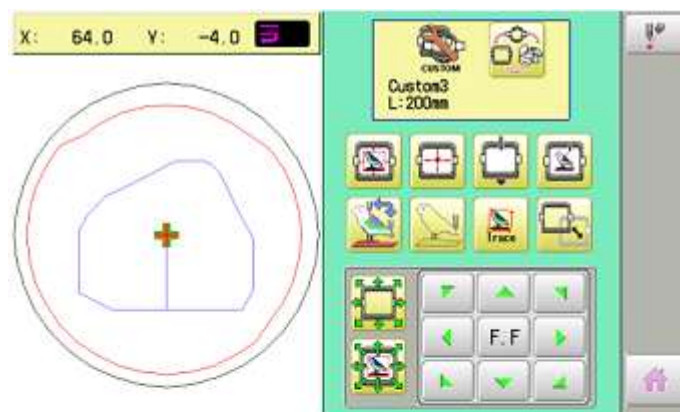 X: 64.0 Y: -4.0
CUSTOM
Custom3
L:200mm
Trace
F.F